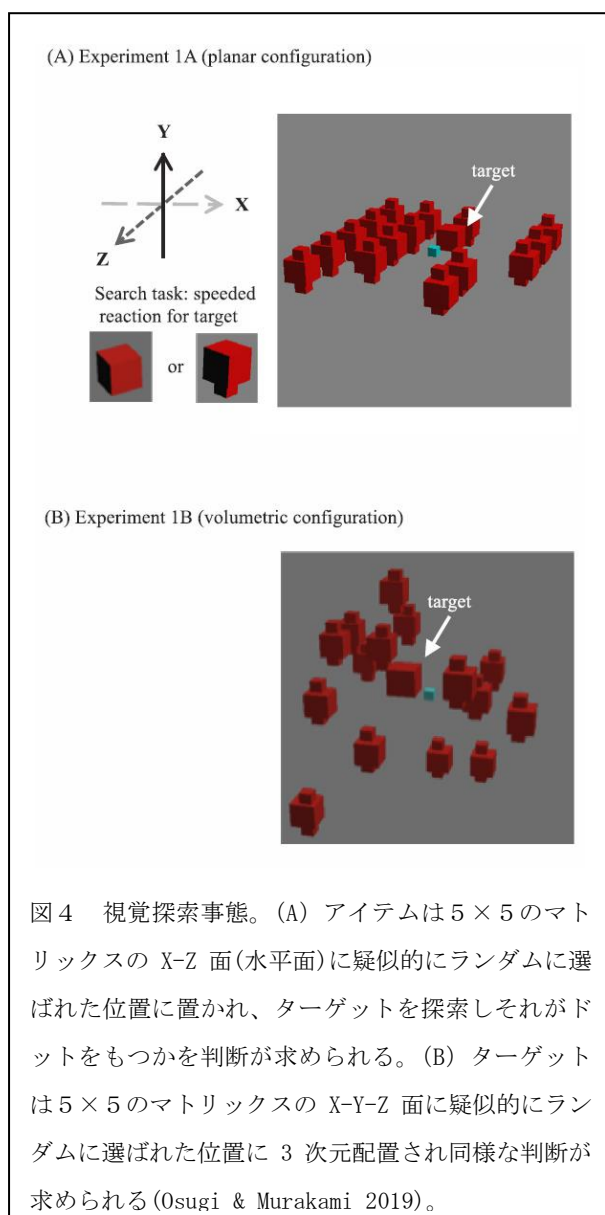 (A) Experiment 1A (planar configuration)
Y
X
Z
target
Search task: speeded
reaction for target
or
(B) Experiment 1B (volumetric configuration)
target
図４　視覚探索事態。(A) アイテムは５×５のマト
リックスの X-Z 面(水平面)に疑似的にランダムに選
ばれた位置に置かれ、ターゲットを探索しそれがド
ットをもつかを判断が求められる。(B) ターゲット
は５×５のマトリックスの X-Y-Z 面に疑似的にラン
ダムに選ばれた位置に 3 次元配置され同様な判断が
求められる(Osugi & Murakami 2019)。